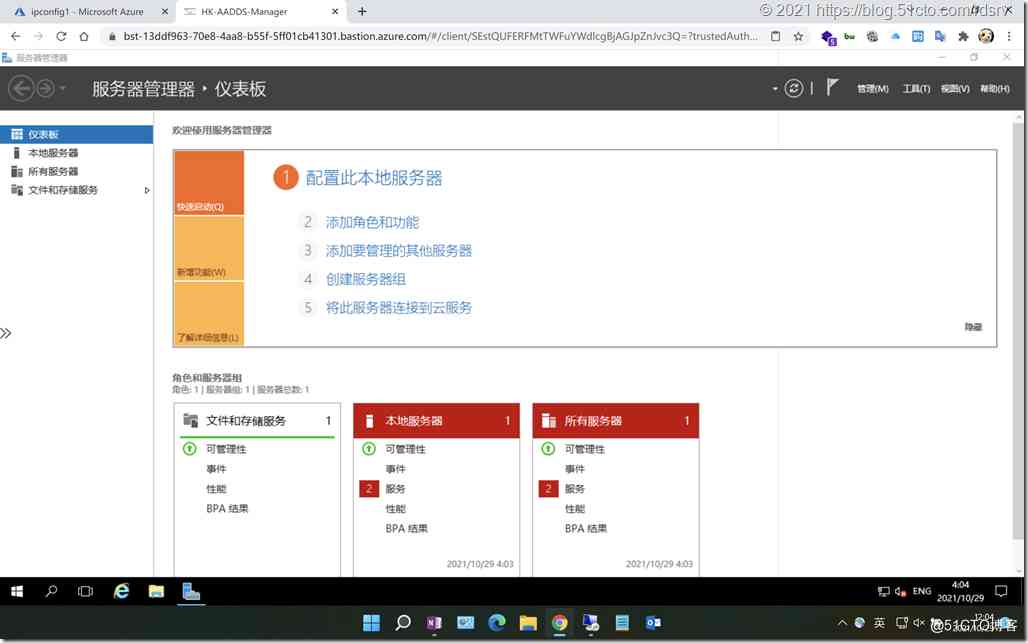 ipconfig1 - Microsoft Azure
HK-AADDS-Manager
© 2021 https://blog.51cto.com/dsrv
bst-13ddf963-70e8-4aa8-b55f-5ff01cb41301.bastion.azure.com/#/client/SEstQUFERFMtTWFuYWdlcgBjAGJpZnJvc3Q=?trustedAuth...
服务器管理器
服务器管理器 ‣ 仪表板
管理(M) 工具(T) 视图(V) 帮助(H)
仪表板
本地服务器
所有服务器
文件和存储服务
欢迎使用服务器管理器
快速启动(Q)
新增功能(W)
了解详细信息(L)
1 配置此本地服务器
2 添加角色和功能
3 添加要管理的其他服务器
4 创建服务器组
5 将此服务器连接到云服务
隐藏
角色和服务器组
角色: 1 | 服务器组: 1 | 服务器总数: 1
文件和存储服务 1
可管理性
事件
性能
BPA 结果
本地服务器 1
可管理性
事件
2 服务
性能
BPA 结果
2021/10/29 4:03
所有服务器 1
可管理性
事件
2 服务
性能
BPA 结果
2021/10/29 4:03
ENG
4:04
2021/10/29
英
12:04
@51CTO博客